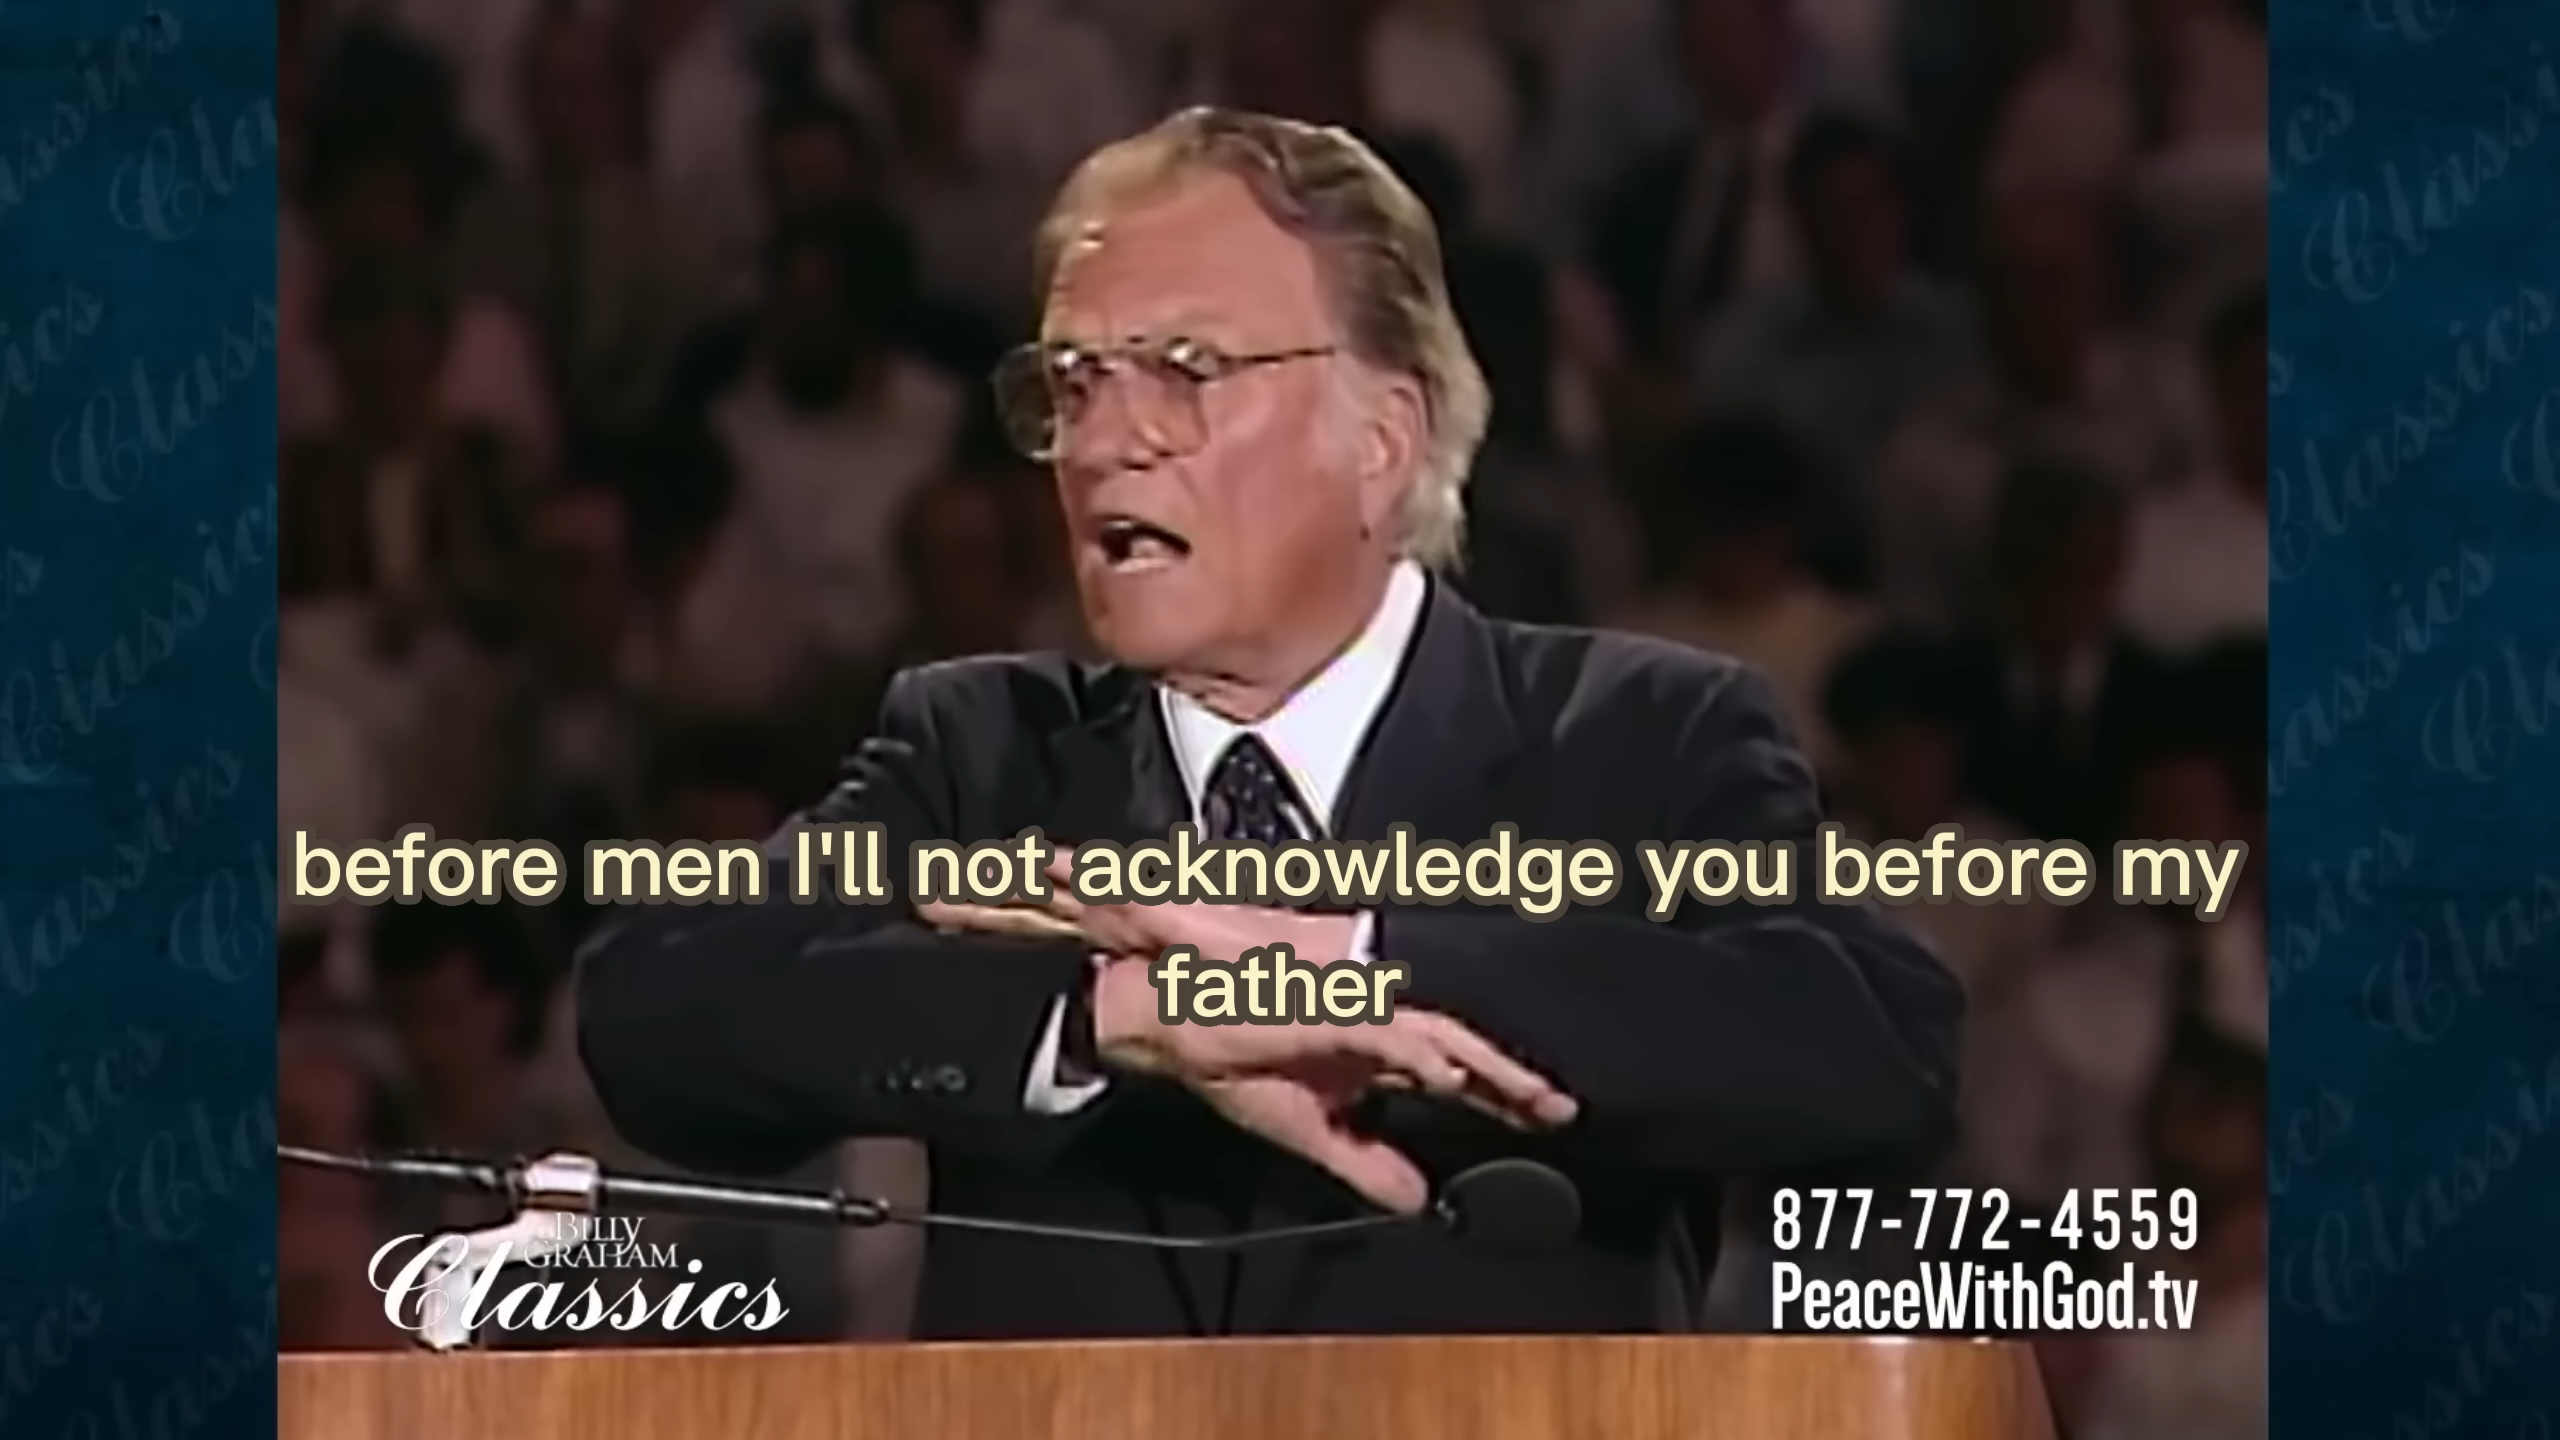 before men I'll not acknowledge you before my
father
BILLY
GRAHAM
Classics
877-772-4559
PeaceWithGod.tv